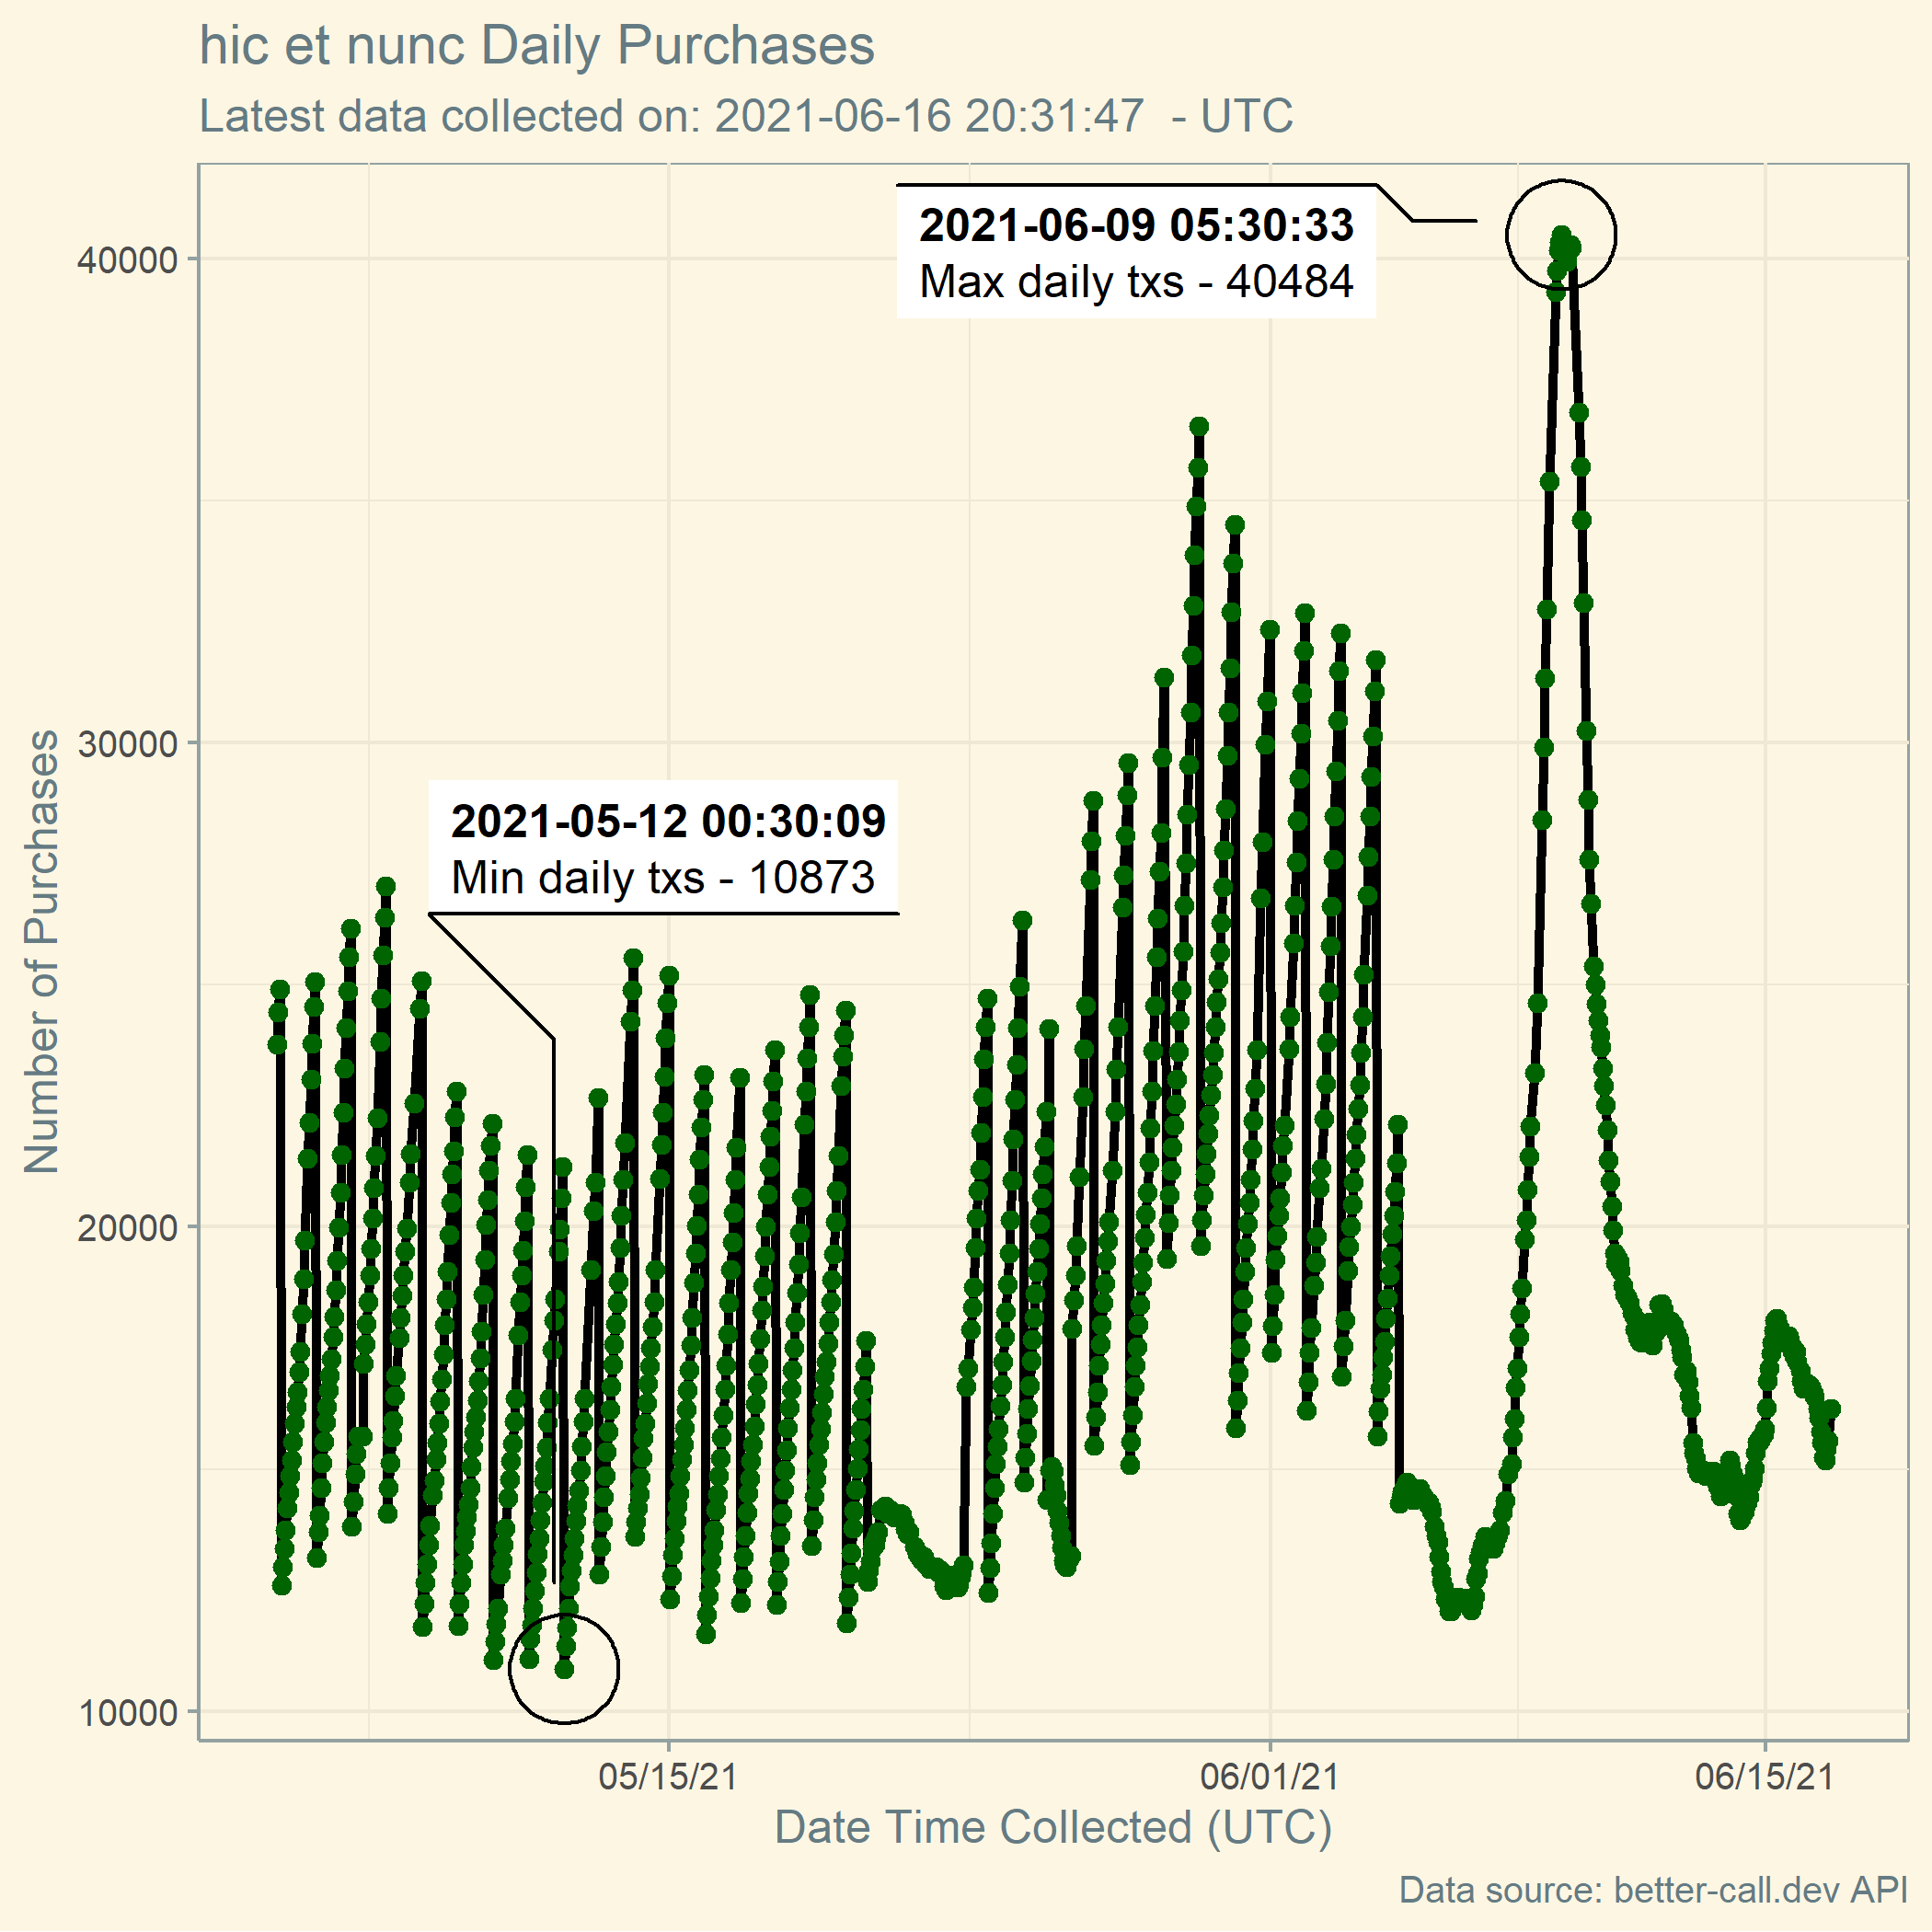 hic et nunc Daily Purchases
Latest data collected on: 2021-06-16 20:31:47  - UTC
2021-06-09 05:30:33
Max daily txs - 40484
2021-05-12 00:30:09
Min daily txs - 10873
Number of Purchases
40000
30000
20000
10000
05/15/21
06/01/21
06/15/21
Date Time Collected (UTC)
Data source: better-call.dev API